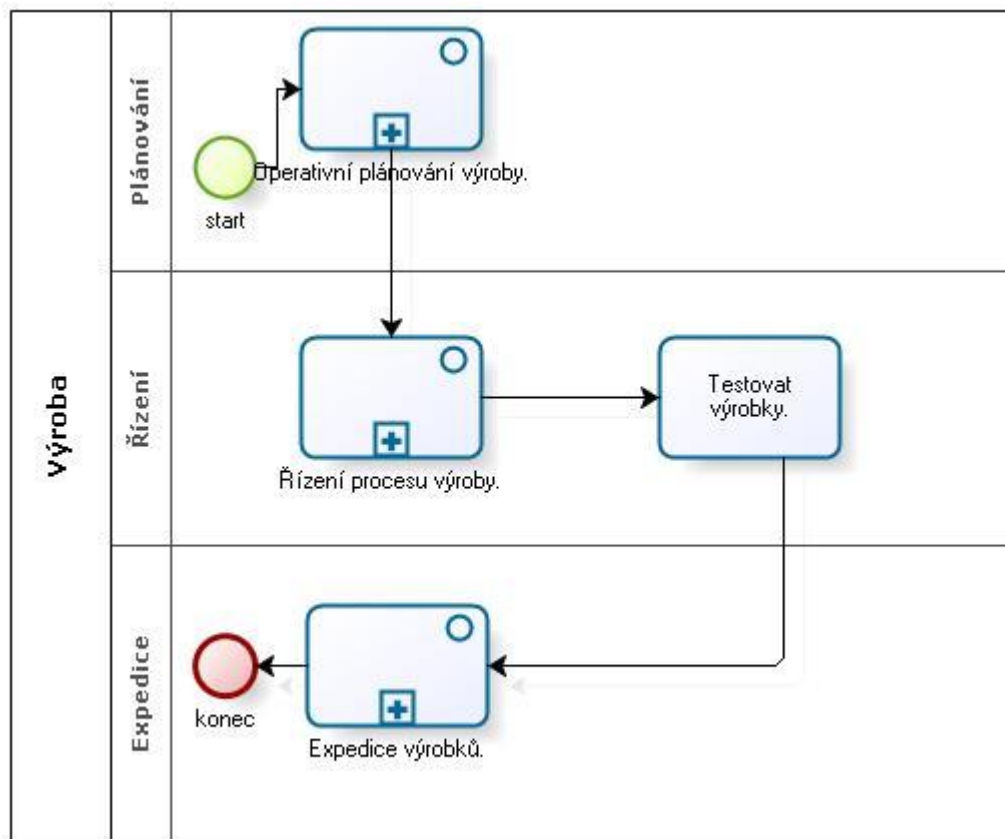 Výroba
Plánování
start
Operativní plánování výroby.
Řízení
Řízení procesu výroby.
Testovat
výrobky.
Expedice
konec
Expedice výrobků.